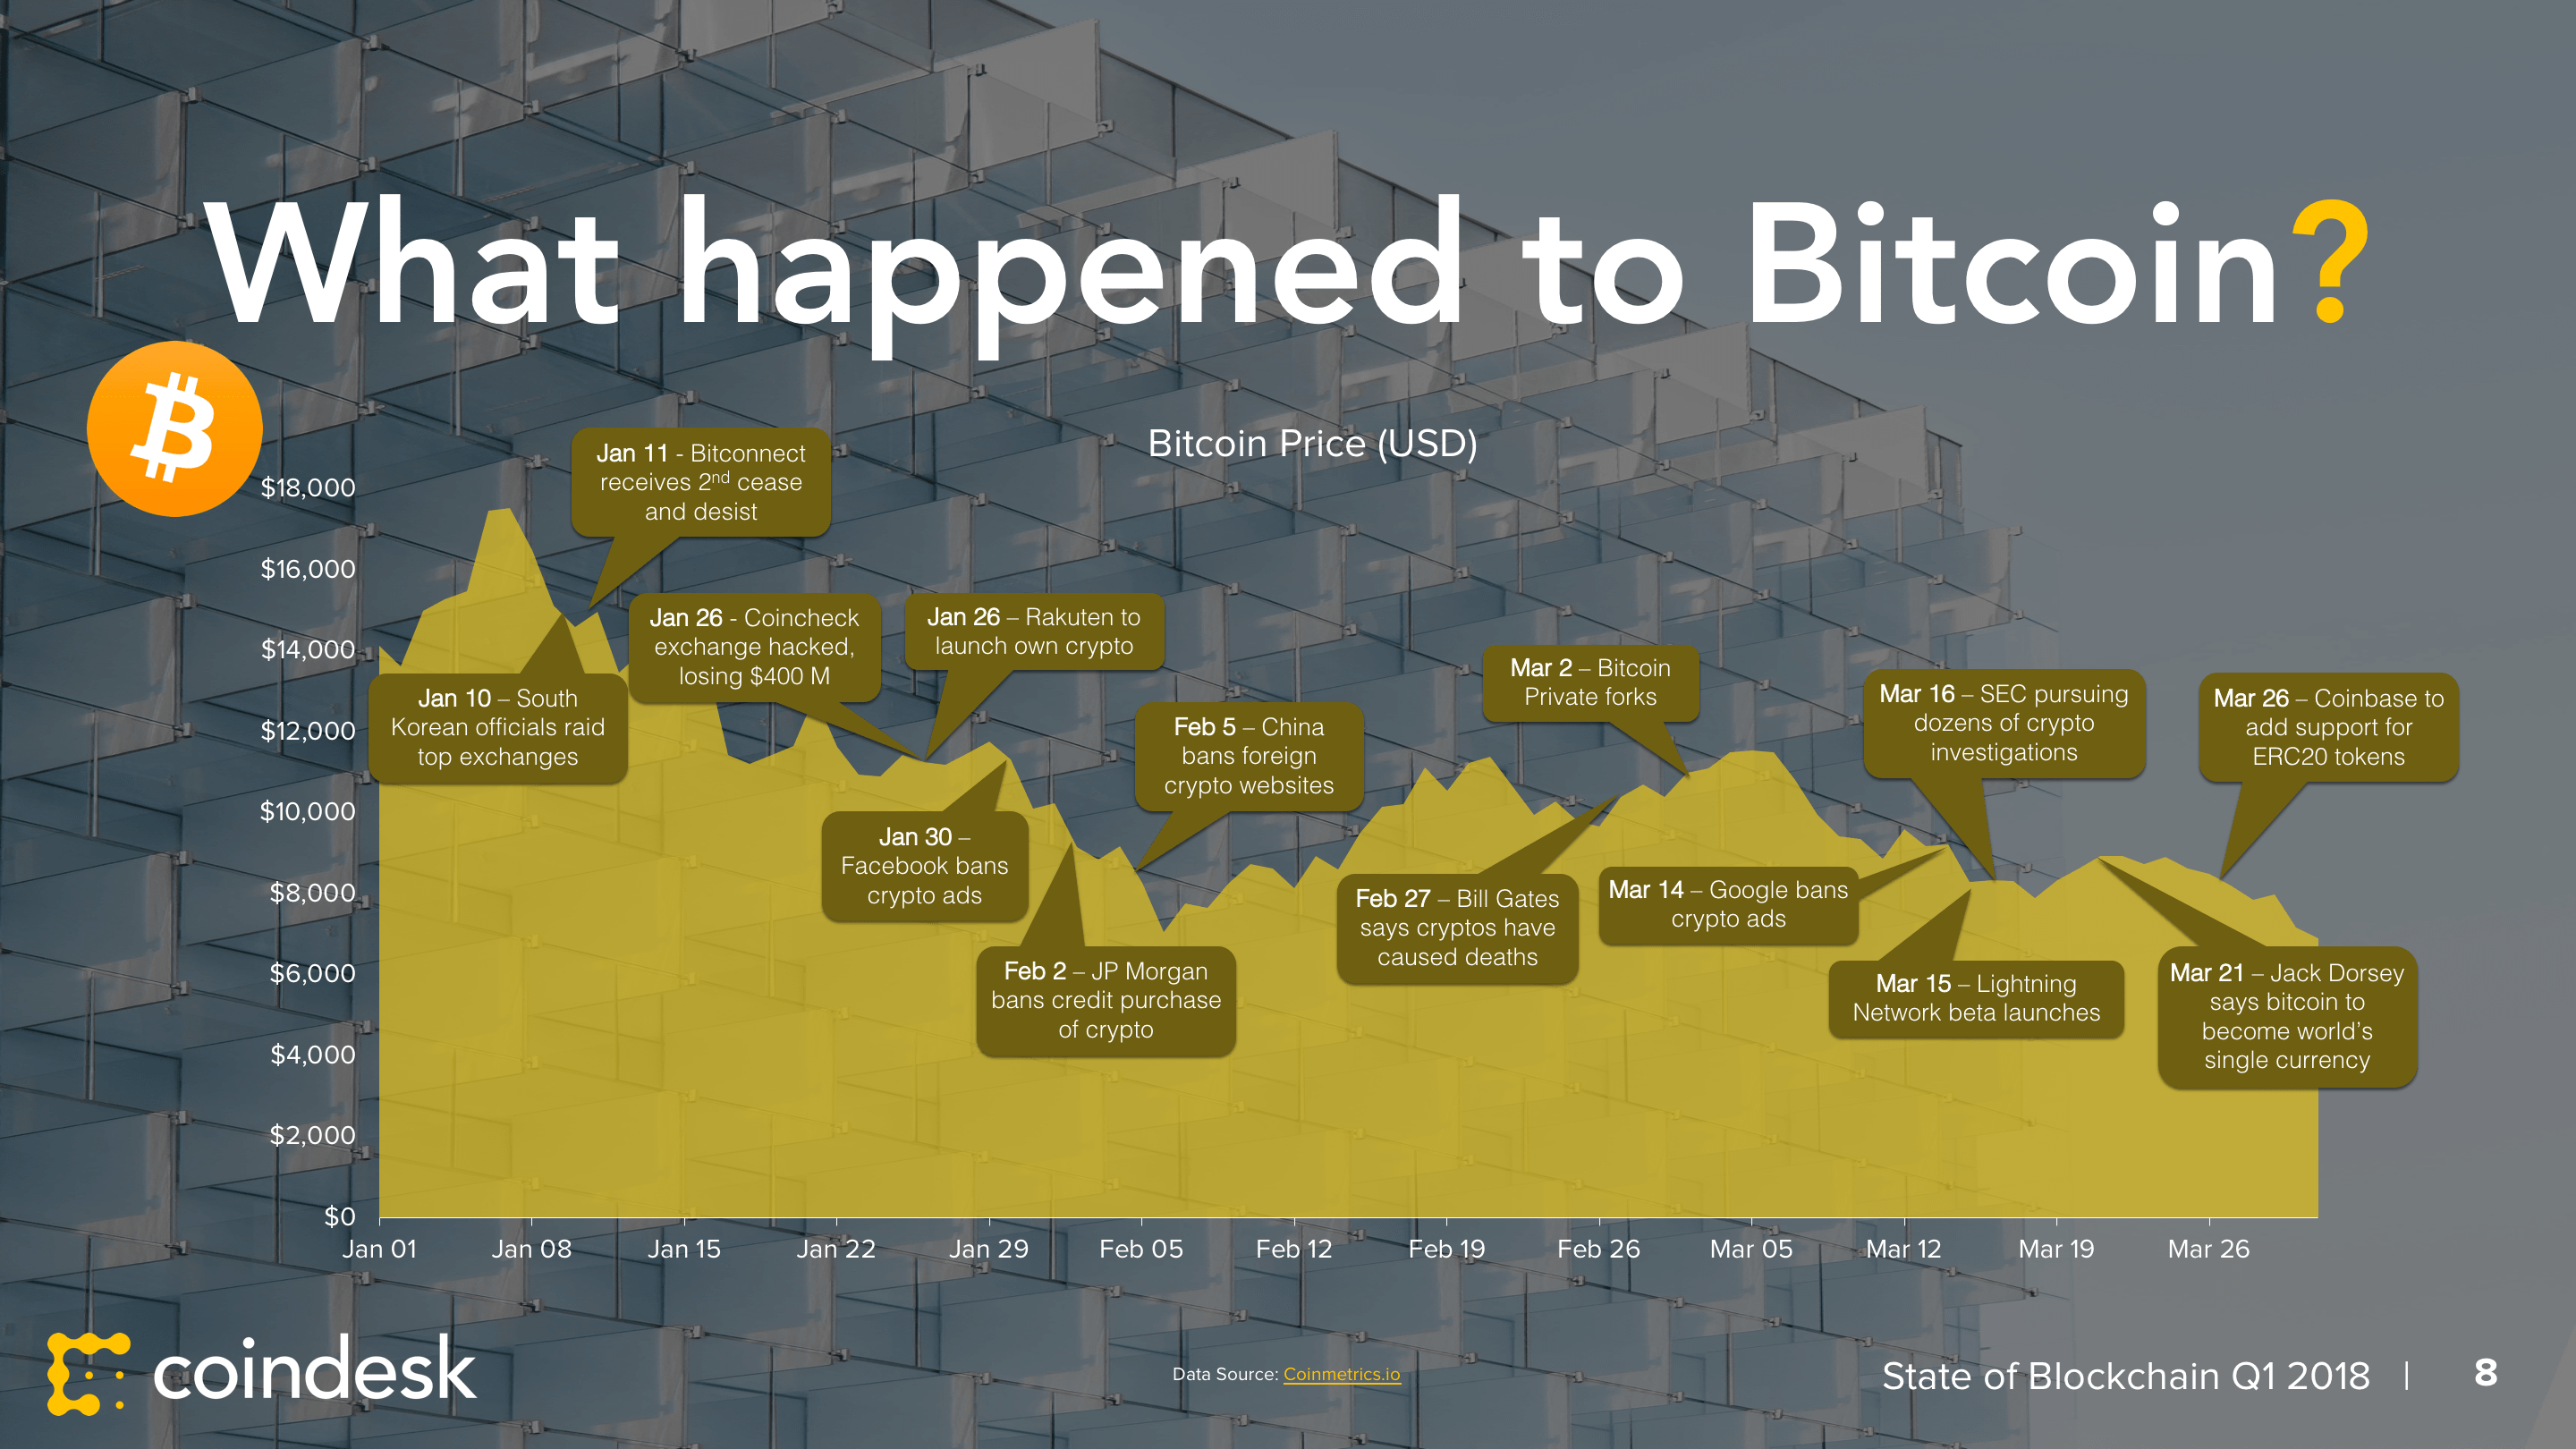 What happened to Bitcoin?
Bitcoin Price (USD)
$18,000
$16,000
$14,000
$12,000
$10,000
$8,000
$6,000
$4,000
$2,000
$0
Jan 11 - Bitconnect
receives 2nd cease
and desist
Jan 10 – South
Korean officials raid
top exchanges
Jan 26 - Coincheck
exchange hacked,
losing $400 M
Jan 26 – Rakuten to
launch own crypto
Jan 30 –
Facebook bans
crypto ads
Feb 2 – JP Morgan
bans credit purchase
of crypto
Feb 5 – China
bans foreign
crypto websites
Feb 27 – Bill Gates
says cryptos have
caused deaths
Mar 2 – Bitcoin
Private forks
Mar 14 – Google bans
crypto ads
Mar 16 – SEC pursuing
dozens of crypto
investigations
Mar 15 – Lightning
Network beta launches
Mar 26 – Coinbase to
add support for
ERC20 tokens
Mar 21 – Jack Dorsey
says bitcoin to
become world's
single currency
Jan 01 Jan 08 Jan 15 Jan 22 Jan 29 Feb 05 Feb 12 Feb 19 Feb 26 Mar 05 Mar 12 Mar 19 Mar 26
coindesk
Data Source: Coinmetrics.io
State of Blockchain Q1 2018 | 8